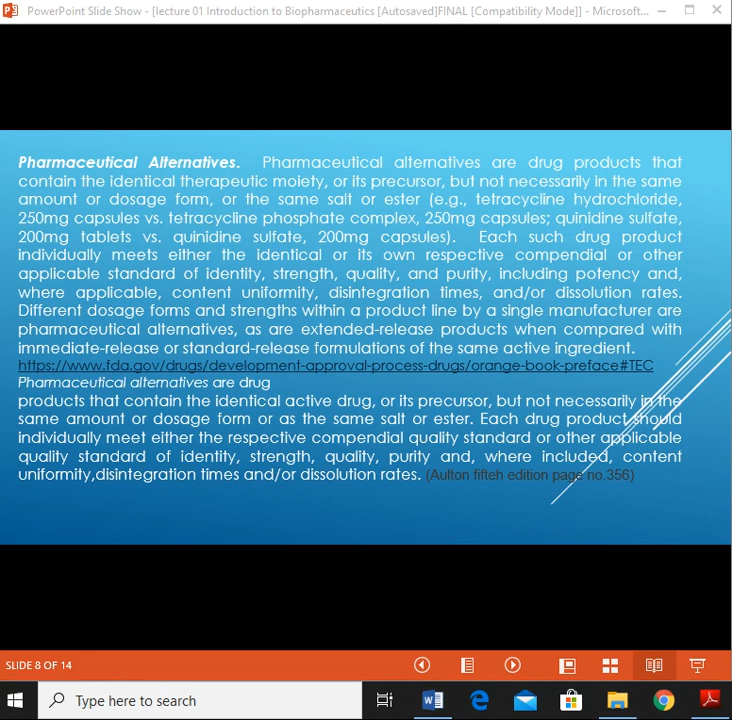 PowerPoint Slide Show - [lecture 01 Introduction to Biopharmaceutics [Autosaved]FINAL [Compatibility Mode]] - Microsoft...
Pharmaceutical Alternatives. Pharmaceutical alternatives are drug products that
contain the identical therapeutic moiety, or its precursor, but not necessarily in the same
amount or dosage form, or the same salt or ester (e.g., tetracycline hydrochloride,
250mg capsules vs. tetracycline phosphate complex, 250mg capsules; quinidine sulfate,
200mg tablets vs. quinidine sulfate, 200mg capsules). Each such drug product
individually meets either the identical or its own respective compendial or other
applicable standard of identity, strength, quality, and purity, including potency and,
where applicable, content uniformity, disintegration times, and/or dissolution rates.
Different dosage forms and strengths within a product line by a single manufacturer are
pharmaceutical alternatives, as are extended-release products when compared with
immediate-release or standard-release formulations of the same active ingredient.
https://www.fda.gov/drugs/development-approval-process-drugs/orange-book-preface#TEC
Pharmaceutical alternatives are drug
products that contain the identical active drug, or its precursor, but not necessarily in the
same amount or dosage form or as the same salt or ester. Each drug product should
individually meet either the respective compendial quality standard or other applicable
quality standard of identity, strength, quality, purity and, where included, content
uniformity,disintegration times and/or dissolution rates. (Aulton fifteh edition page no.356)
SLIDE 8 OF 14
Type here to search